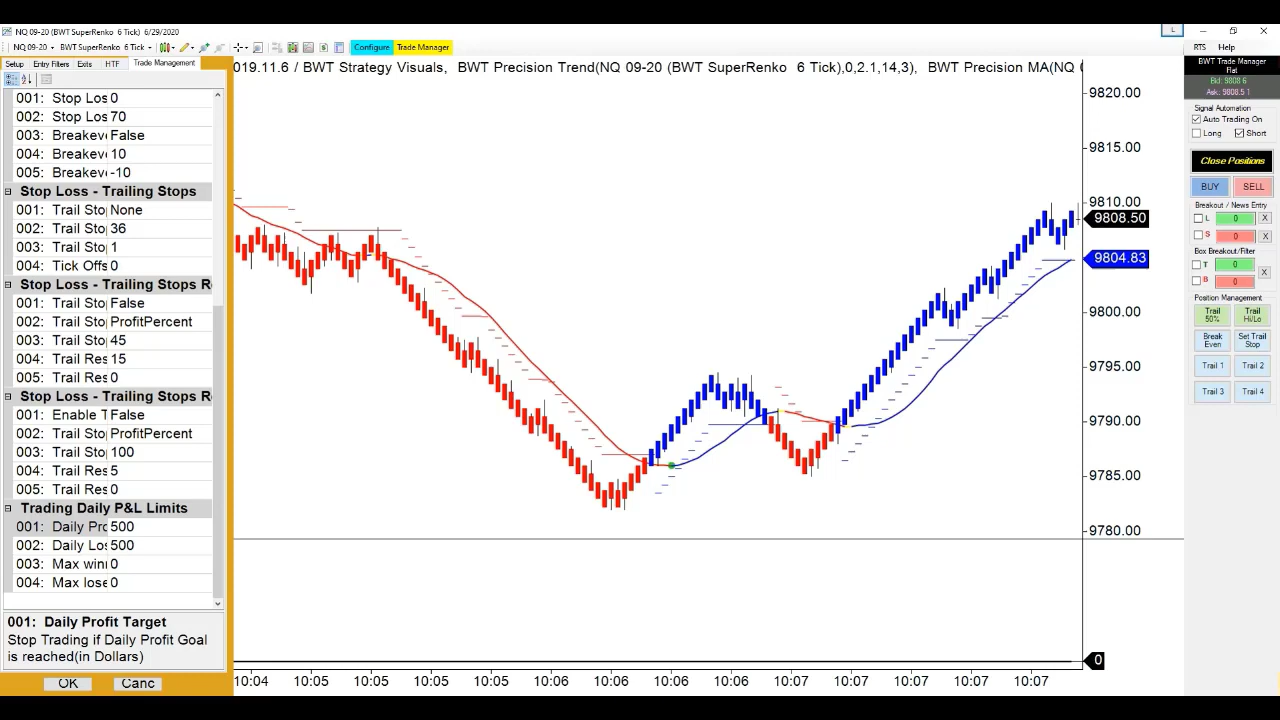 NQ 09-20 (BWT SuperRenko 6 Tick) 6/29/2020
NQ 09-20 BWT SuperRenko 6 Tick Configure Trade Manager
Setup Entry Filters Exits HTF Trade Management
001: Stop Los 0
002: Stop Los 70
003: Breakev False
004: Breakev 10
005: Breakev -10
Stop Loss - Trailing Stops
001: Trail Sto None
002: Trail Sto 36
003: Trail Sto 1
004: Tick Offs 0
Stop Loss - Trailing Stops R
001: Trail Sto False
002: Trail Sto ProfitPercent
003: Trail Sto 45
004: Trail Res 15
005: Trail Res 0
Stop Loss - Trailing Stops R
001: Enable T False
002: Trail Sto ProfitPercent
003: Trail Sto 100
004: Trail Res 5
005: Trail Res 0
Trading Daily P&L Limits
001: Daily Pro 500
002: Daily Los 500
003: Max winn 0
004: Max lose 0
001: Daily Profit Target
Stop Trading if Daily Profit Goal
is reached(in Dollars)
OK Canc
019.11.6 / BWT Strategy Visuals, BWT Precision Trend(NQ 09-20 (BWT SuperRenko 6 Tick),0,2.1,14,3), BWT Precision MA(NQ
9820.00
9815.00
9810.00
9808.50
9804.83
9800.00
9795.00
9790.00
9785.00
9780.00
0
10:04 10:05 10:05 10:05 10:05 10:06 10:06 10:06 10:06 10:07 10:07 10:07 10:07 10:07
L
RTS Help
BWT Trade Manager
Flat
Bid: 9808 6
Ask: 9808.5 1
Signal Automation
Auto Trading On
Long Short
Close Positions
BUY SELL
Breakout / News Entry
L 0 X
S 0 X
Box Breakout/Filter
T 0
X
B 0
Position Management
Trail 50% Trail Hi/Lo
Break Even Set Trail Stop
Trail 1 Trail 2
Trail 3 Trail 4